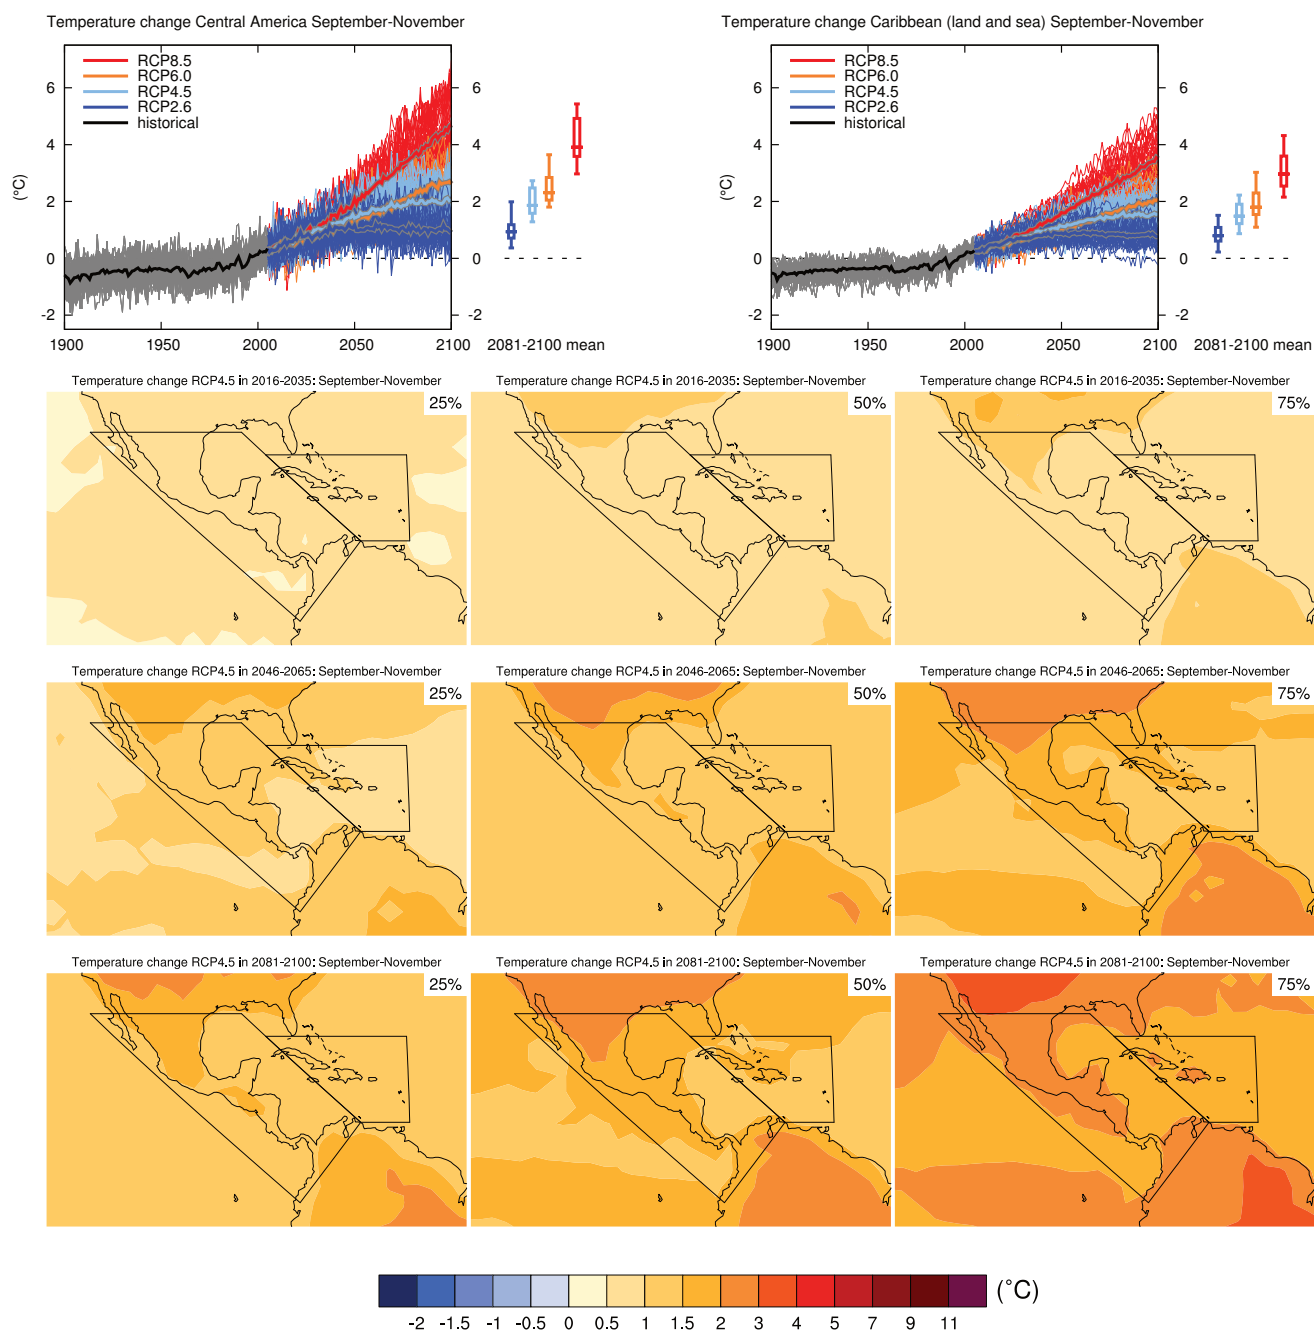 Temperature change Central America September-November
Temperature change Caribbean (land and sea) September-November
RCP8.5
RCP6.0
RCP4.5
RCP2.6
historical
(°C)
6
4
2
0
-2
6
4
2
0
-2
1900 1950 2000 2050 2100
2081-2100 mean
RCP8.5
RCP6.0
RCP4.5
RCP2.6
historical
(°C)
6
4
2
0
-2
6
4
2
0
-2
1900 1950 2000 2050 2100
2081-2100 mean
Temperature change RCP4.5 in 2016-2035: September-November
25%
Temperature change RCP4.5 in 2016-2035: September-November
50%
Temperature change RCP4.5 in 2016-2035: September-November
75%
Temperature change RCP4.5 in 2046-2065: September-November
25%
Temperature change RCP4.5 in 2046-2065: September-November
50%
Temperature change RCP4.5 in 2046-2065: September-November
75%
Temperature change RCP4.5 in 2081-2100: September-November
25%
Temperature change RCP4.5 in 2081-2100: September-November
50%
Temperature change RCP4.5 in 2081-2100: September-November
75%
(°C)
-2 -1.5 -1 -0.5 0 0.5 1 1.5 2 3 4 5 7 9 11